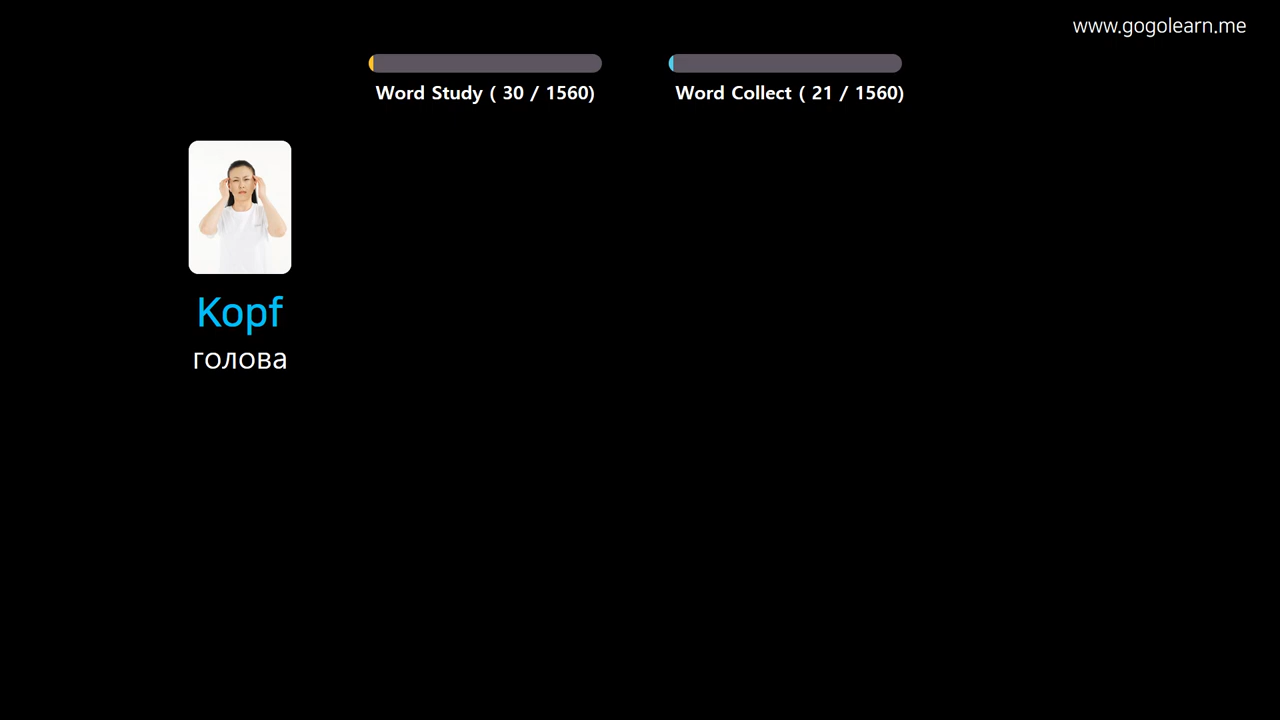 www.gogolearn.me
Word Study ( 30 / 1560)
Word Collect ( 21 / 1560)
Kopf
голова